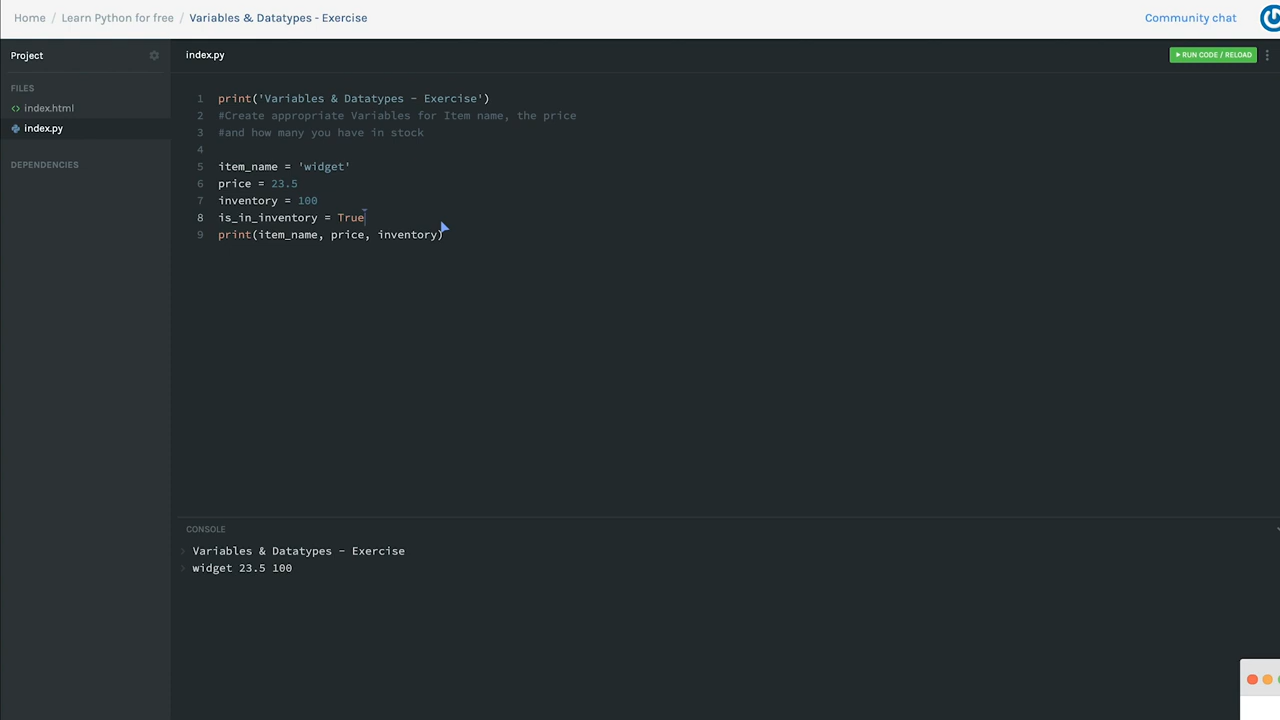 Home / Learn Python for free / Variables & Datatypes - Exercise
Community chat
Project
index.py
RUN CODE / RELOAD
FILES
<> index.html
index.py
DEPENDENCIES
1 print('Variables & Datatypes - Exercise')
2 #Create appropriate Variables for Item name, the price
3 #and how many you have in stock
4
5 item_name = 'widget'
6 price = 23.5
7 inventory = 100
8 is_in_inventory = True
9 print(item_name, price, inventory)
CONSOLE
> Variables & Datatypes - Exercise
> widget 23.5 100